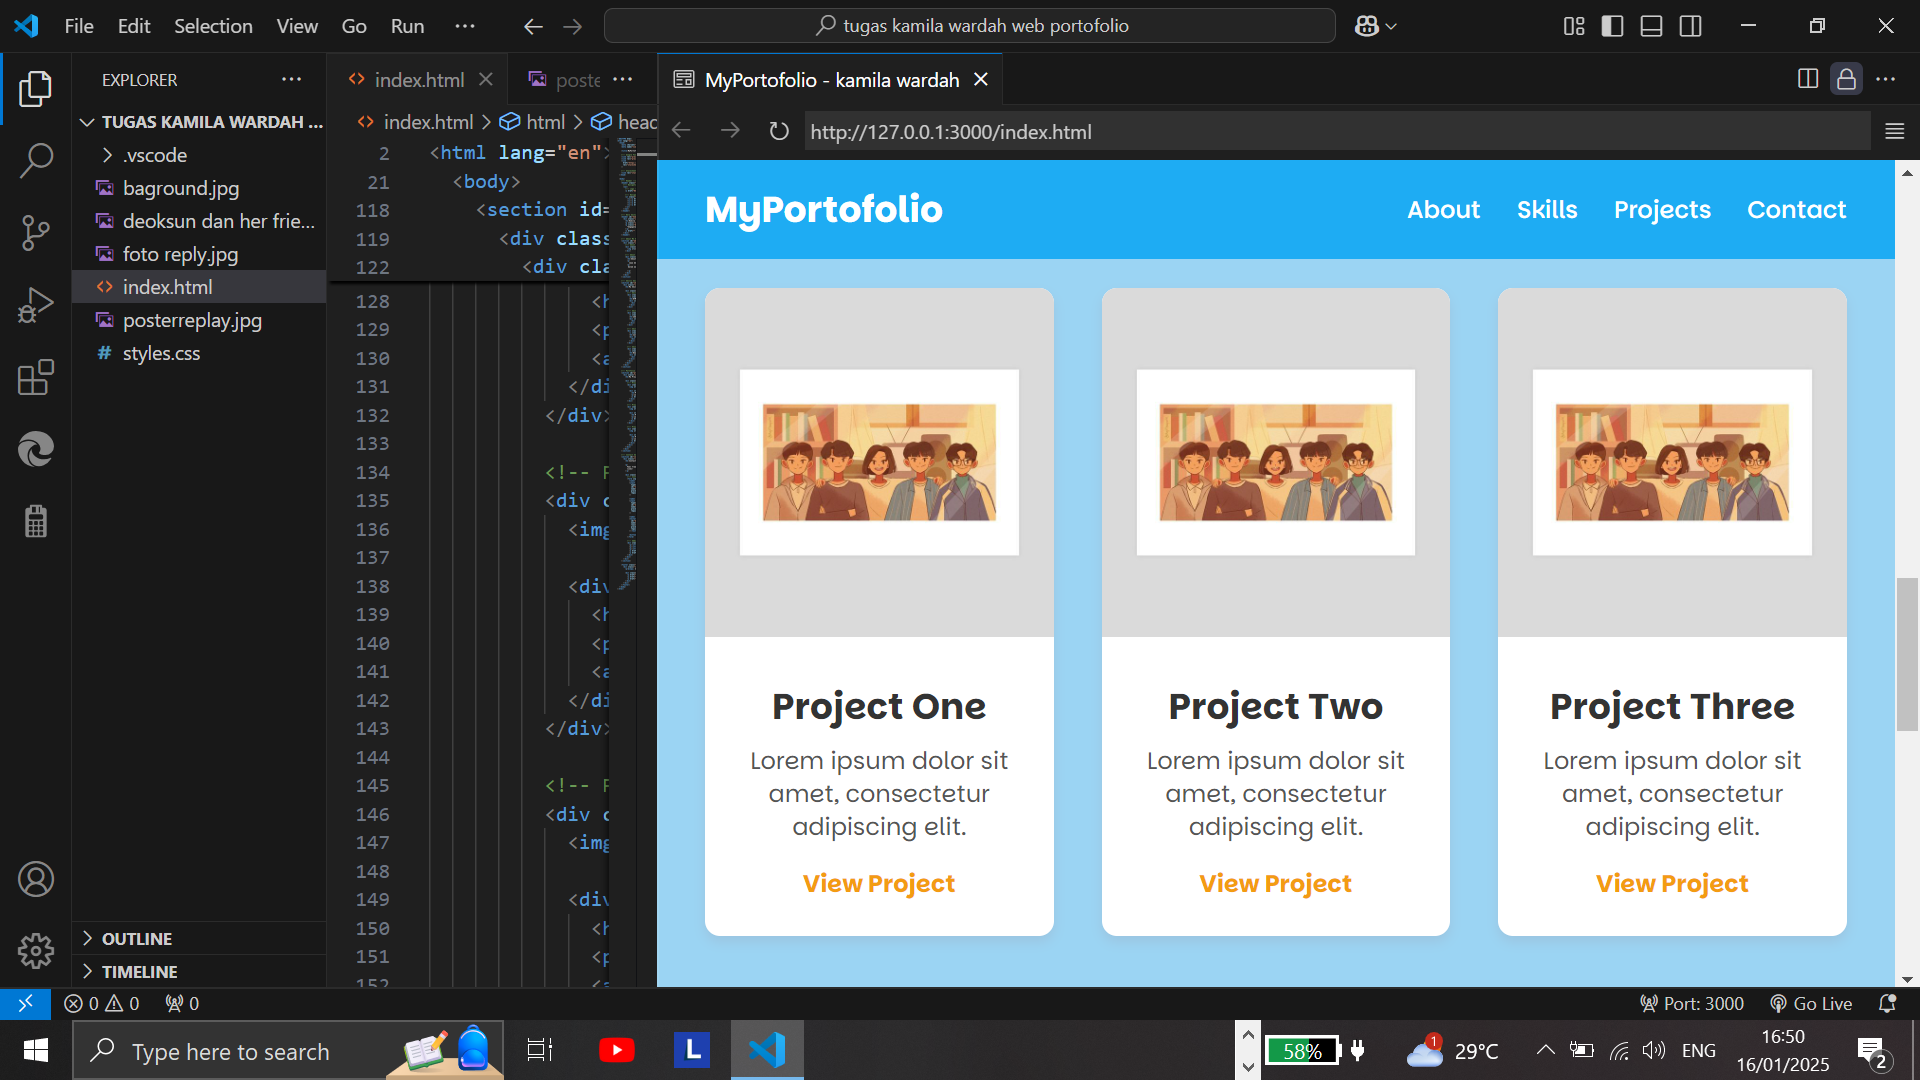 File Edit Selection View Go Run
tugas kamila wardah web portofolio
EXPLORER
TUGAS KAMILA WARDAH ...
.vscode
baground.jpg
deoksun dan her frie...
foto reply.jpg
index.html
posterreplay.jpg
styles.css
OUTLINE
TIMELINE
index.html
poste
index.html > html > head
2 <html lang="en">
21 <body>
118 <section id=
119 <div class
122 <div cla
128 <h
129 <p
130 <a
131 </di
132 </div>
133
134 <!-- P
135 <div c
136 <img
137
138 <div
139 <h
140 <p
141 <a
142 </di
143 </div>
144
145 <!-- P
146 <div c
147 <img
148
149 <div
150 <h
151 <p
152 <a
MyPortofolio - kamila wardah
http://127.0.0.1:3000/index.html
MyPortofolio
About Skills Projects Contact
Project One
Lorem ipsum dolor sit
amet, consectetur
adipiscing elit.
View Project
Project Two
Lorem ipsum dolor sit
amet, consectetur
adipiscing elit.
View Project
Project Three
Lorem ipsum dolor sit
amet, consectetur
adipiscing elit.
View Project
0 0 0
Port: 3000 Go Live
Type here to search
L
58%
1
29°C
ENG
16:50
16/01/2025
2